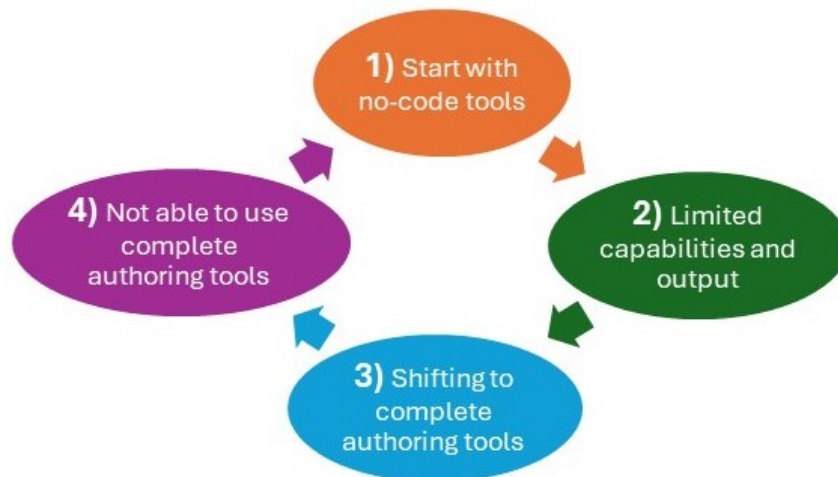 1) Start with
no-code tools
2) Limited
capabilities and
output
3) Shifting to
complete
authoring tools
4) Not able to use
complete
authoring tools